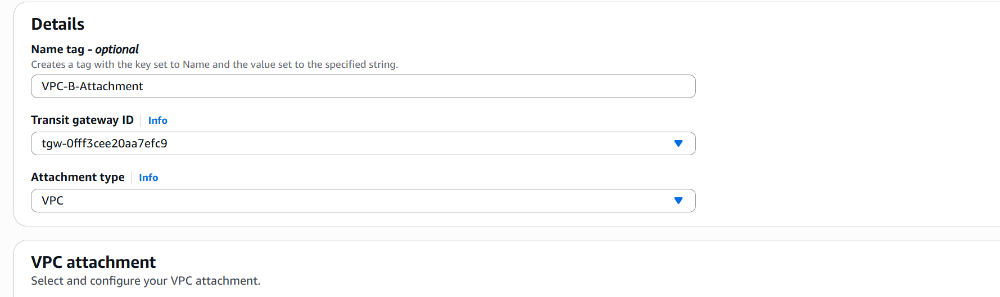 Details
Name tag - optional
Creates a tag with the key set to Name and the value set to the specified string.
VPC-B-Attachment
Transit gateway ID Info
tgw-0fff3cee20aa7efc9
Attachment type Info
VPC
VPC attachment
Select and configure your VPC attachment.